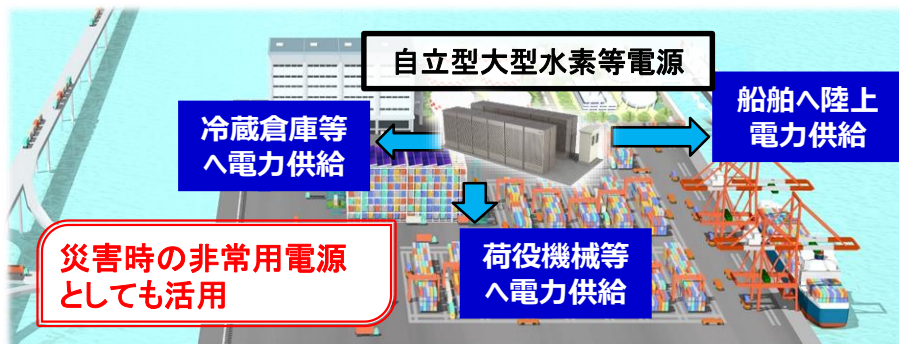 自立型大型水素等電源
船舶へ陸上
電力供給
冷蔵倉庫等
へ電力供給
荷役機械等
へ電力供給
災害時の非常用電源
としても活用